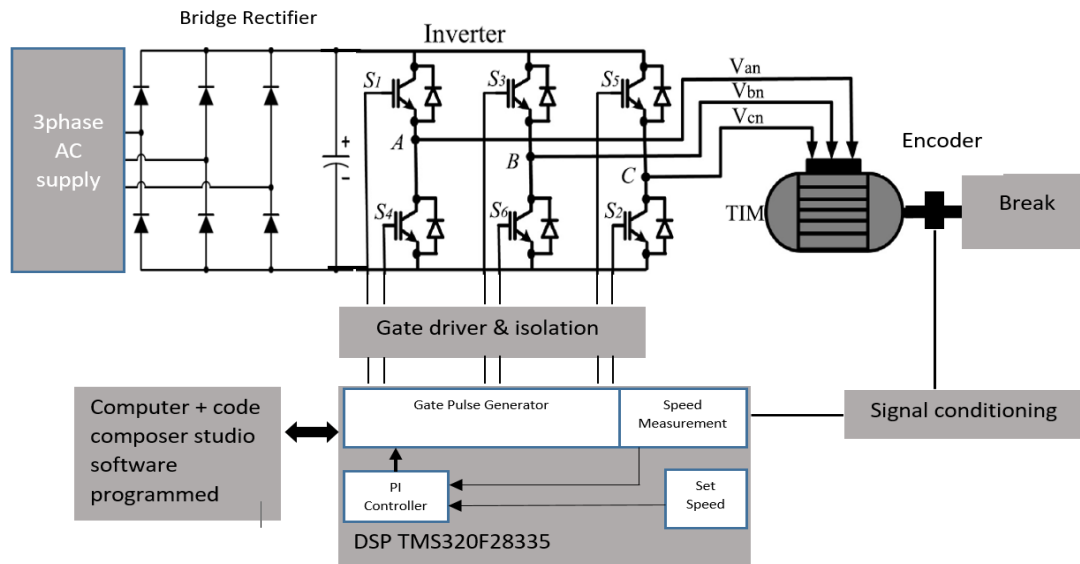 Bridge Rectifier
Inverter
3phase
AC
supply
+
-
S1
S3
S5
A
B
C
S4
S6
S2
Van
Vbn
Vcn
TIM
Encoder
Break
Gate driver & isolation
Computer + code
composer studio
software
programmed
Gate Pulse Generator
Speed
Measurement
Signal conditioning
PI
Controller
Set
Speed
DSP TMS320F28335